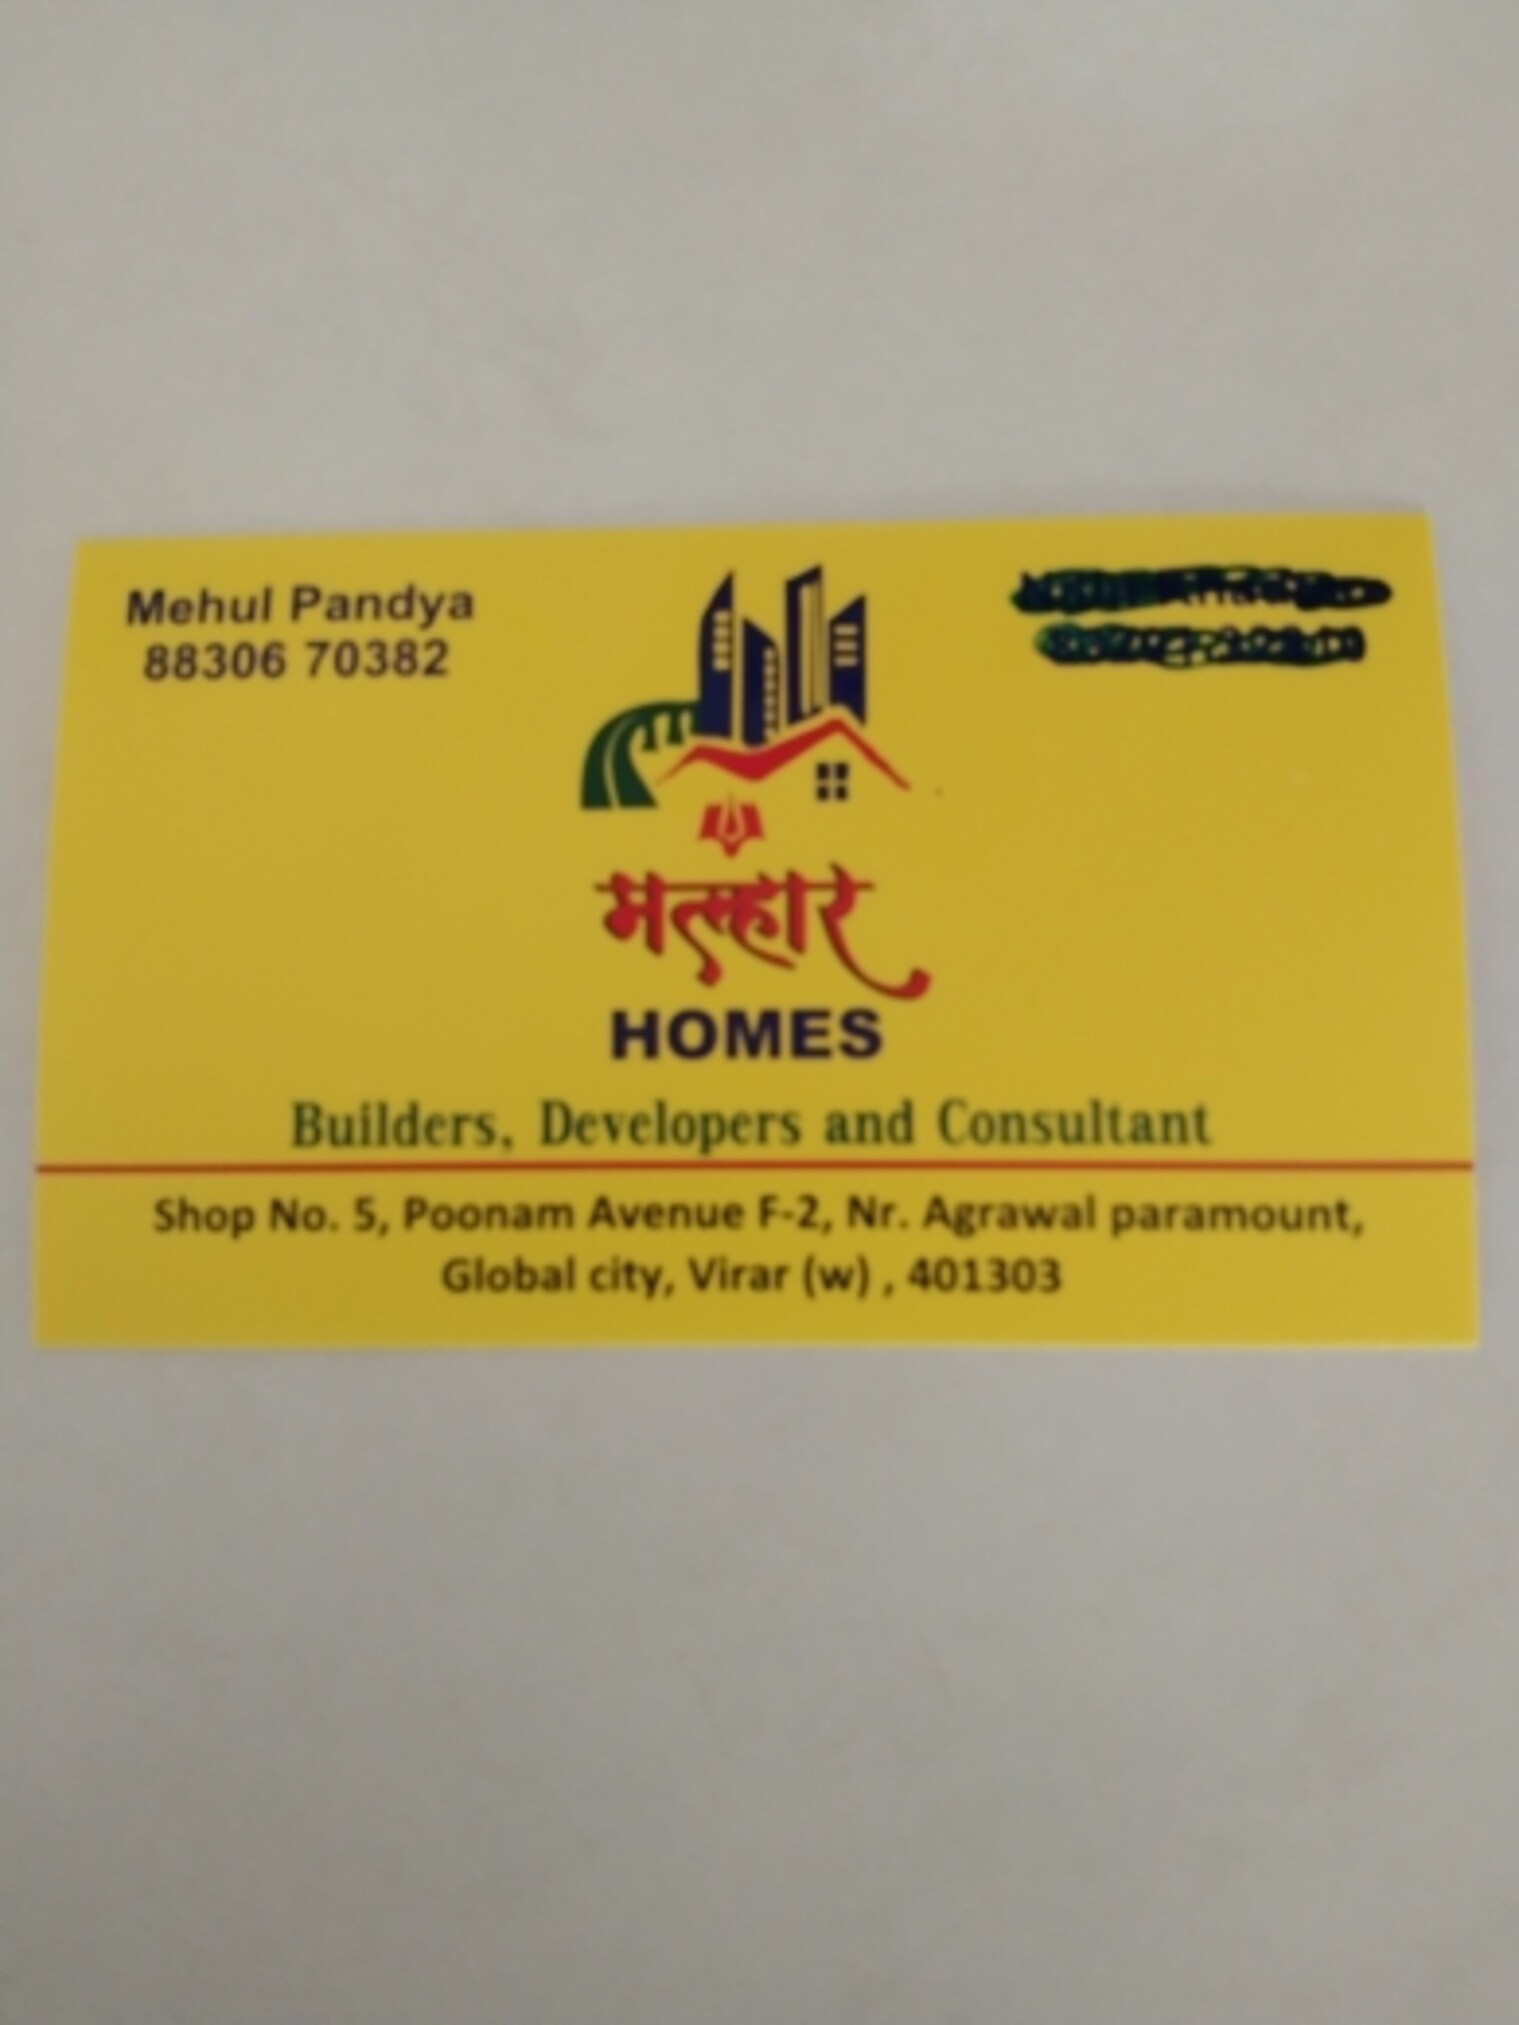 Mehul Pandya
88306 70382
मल्हार
HOMES
Builders, Developers and Consultant
Shop No. 5, Poonam Avenue F-2, Nr. Agrawal paramount,
Global city, Virar (w) , 401303